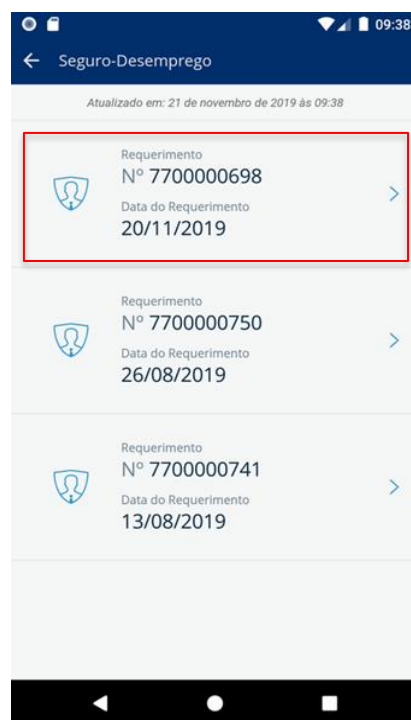 09:38
Seguro-Desemprego
Atualizado em: 21 de novembro de 2019 às 09:38
Requerimento
Nº 7700000698
Data do Requerimento
20/11/2019
Requerimento
Nº 7700000750
Data do Requerimento
26/08/2019
Requerimento
Nº 7700000741
Data do Requerimento
13/08/2019